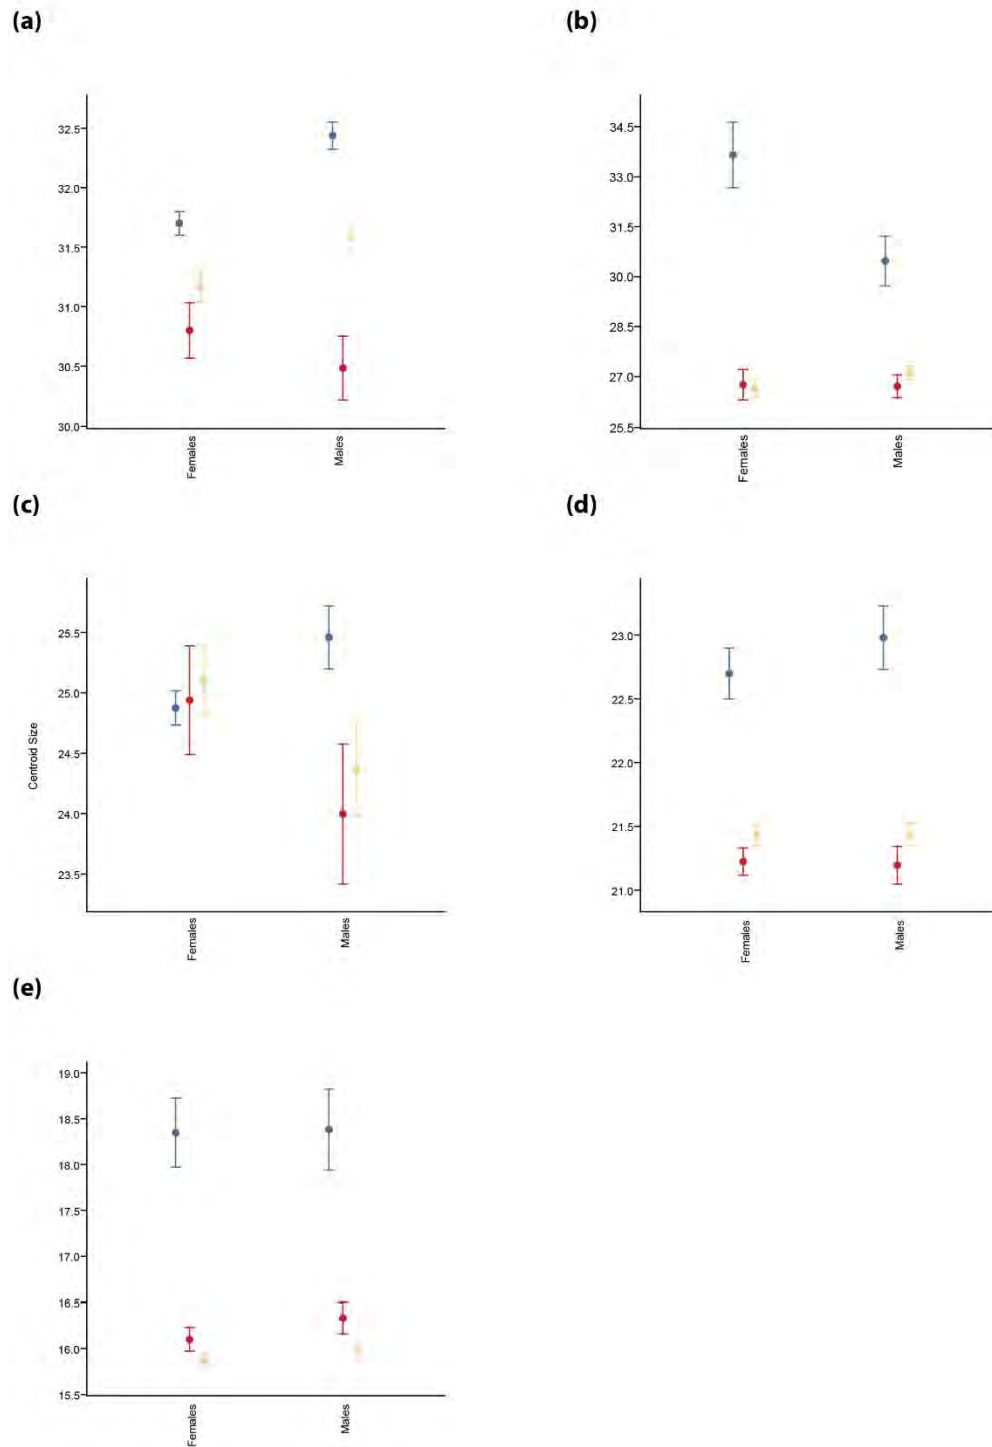 (a)
32.5
32.0
31.5
31.0
30.5
30.0
Females
Males
(b)
34.5
33.0
31.5
30.0
28.5
27.0
25.5
Females
Males
(c)
Centroid Size
25.5
25.0
24.5
24.0
23.5
Females
Males
(d)
23.0
22.5
22.0
21.5
21.0
Females
Males
(e)
19.0
18.5
18.0
17.5
17.0
16.5
16.0
15.5
Females
Males